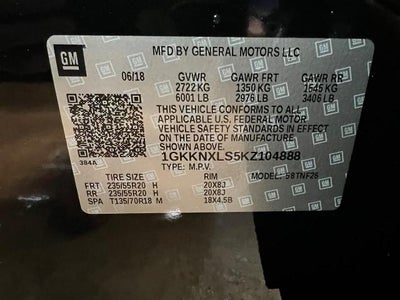 GM
MFD BY GENERAL MOTORS LLC
06/18 GVWR GAWR FRT GAWR RR
2722 KG 1350 KG 1545 KG
6001 LB 2976 LB 3406 LB
THIS VEHICLE CONFORMS TO ALL
APPLICABLE U.S. FEDERAL MOTOR
VEHICLE SAFETY STANDARDS IN EFFECT
ON THE DATE OF MANUFACTURE
SHOWN ABOVE.
384A 1GKKNXLS5KZ104888
TYPE: M.P.V. MODEL: 58TNF26
TIRE SIZE RIM
FRT 235/55R20 H 20X8J
RR 235/55R20 H 20X8J
SPA T135/70R18 M 18X4.5B